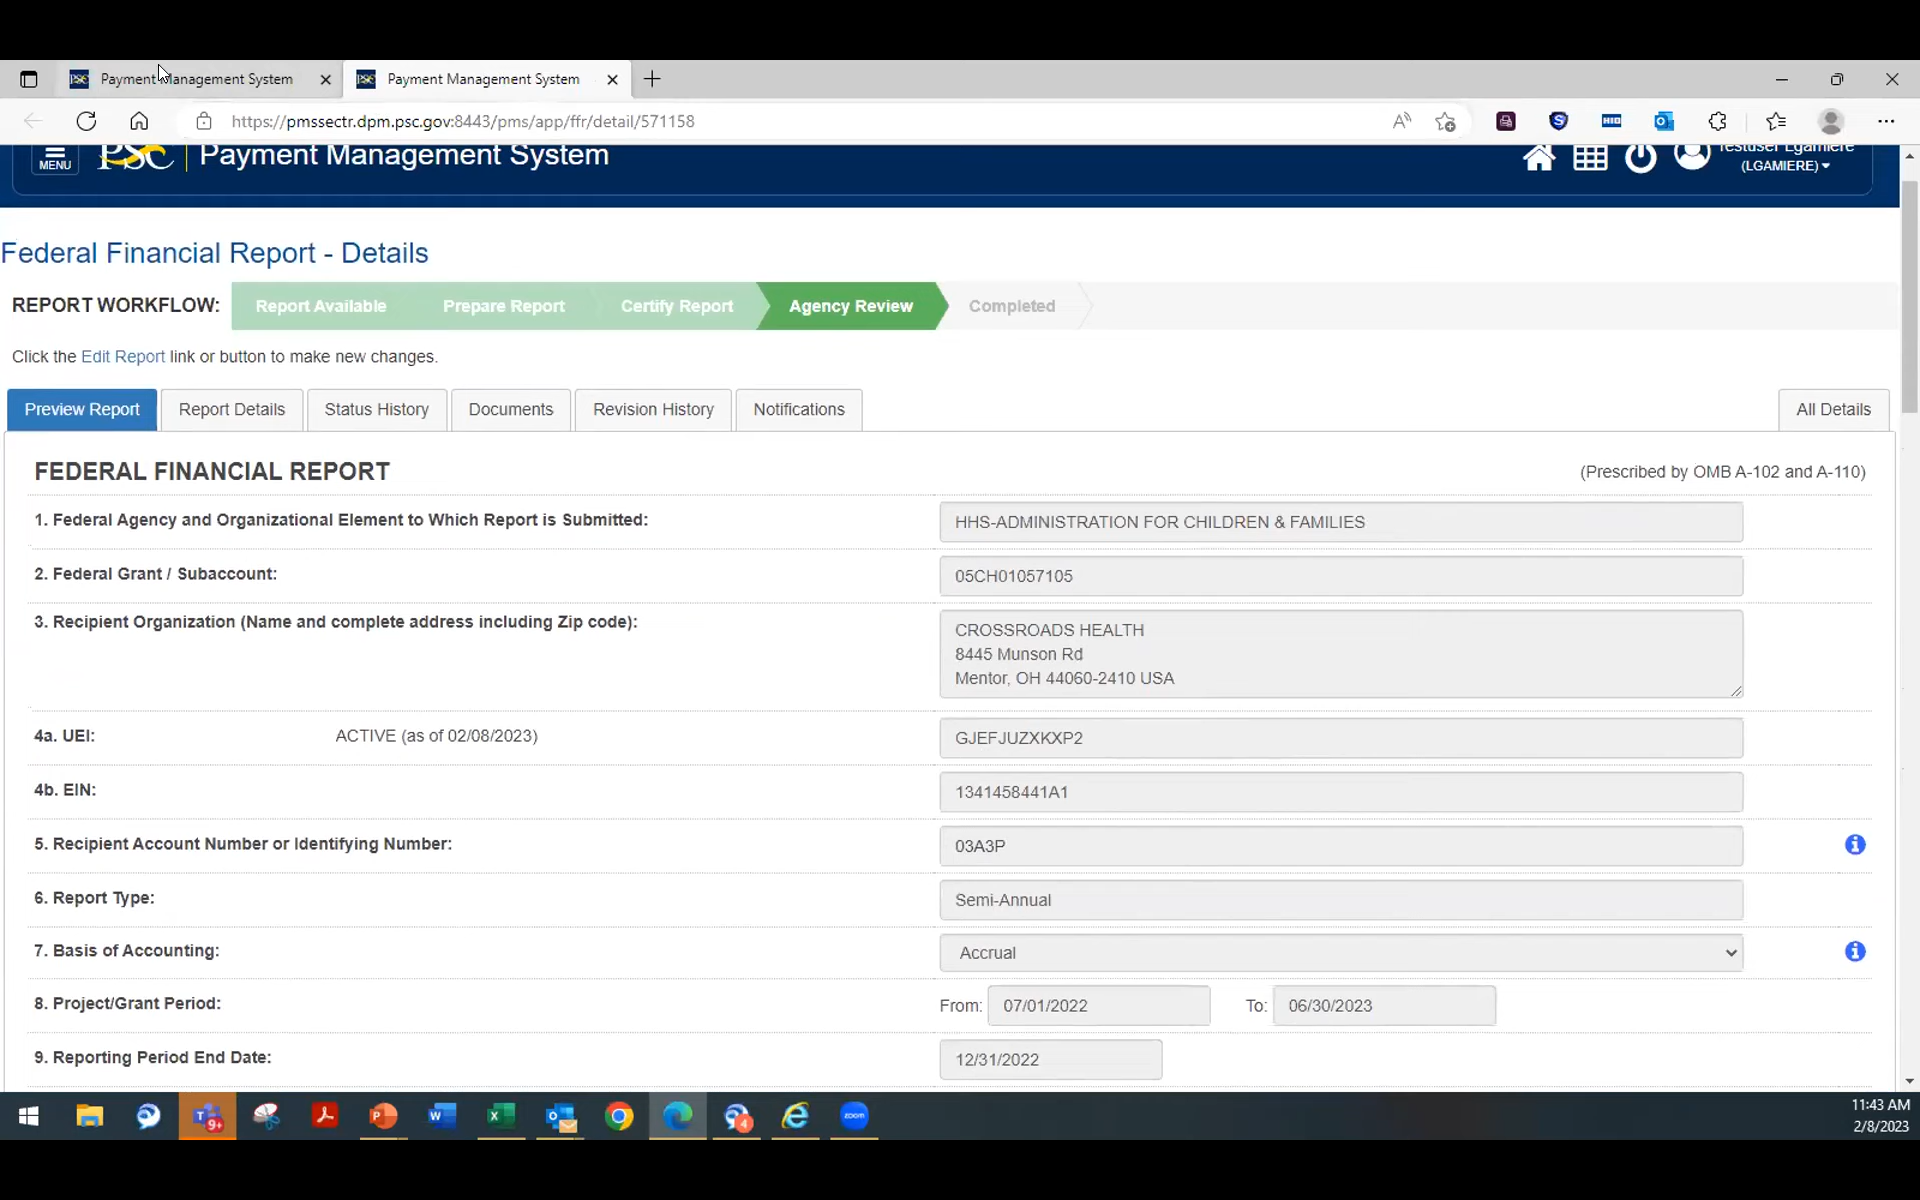 Payment Management System
Payment Management System
https://pmssectr.dpm.psc.gov:8443/pms/app/ffr/detail/571158
MENU
PSC
Payment Management System
Testuser Egamiere
(LGAMIERE)
Federal Financial Report - Details
REPORT WORKFLOW:
Report Available
Prepare Report
Certify Report
Agency Review
Completed
Click the Edit Report link or button to make new changes.
Preview Report
Report Details
Status History
Documents
Revision History
Notifications
All Details
FEDERAL FINANCIAL REPORT
(Prescribed by OMB A-102 and A-110)
1. Federal Agency and Organizational Element to Which Report is Submitted:
HHS-ADMINISTRATION FOR CHILDREN & FAMILIES
2. Federal Grant / Subaccount:
05CH01057105
3. Recipient Organization (Name and complete address including Zip code):
CROSSROADS HEALTH
8445 Munson Rd
Mentor, OH 44060-2410 USA
4a. UEI:
ACTIVE (as of 02/08/2023)
GJEFJUZXKXP2
4b. EIN:
1341458441A1
5. Recipient Account Number or Identifying Number:
03A3P
6. Report Type:
Semi-Annual
7. Basis of Accounting:
Accrual
8. Project/Grant Period:
From: 07/01/2022
To: 06/30/2023
9. Reporting Period End Date:
12/31/2022
11:43 AM
2/8/2023